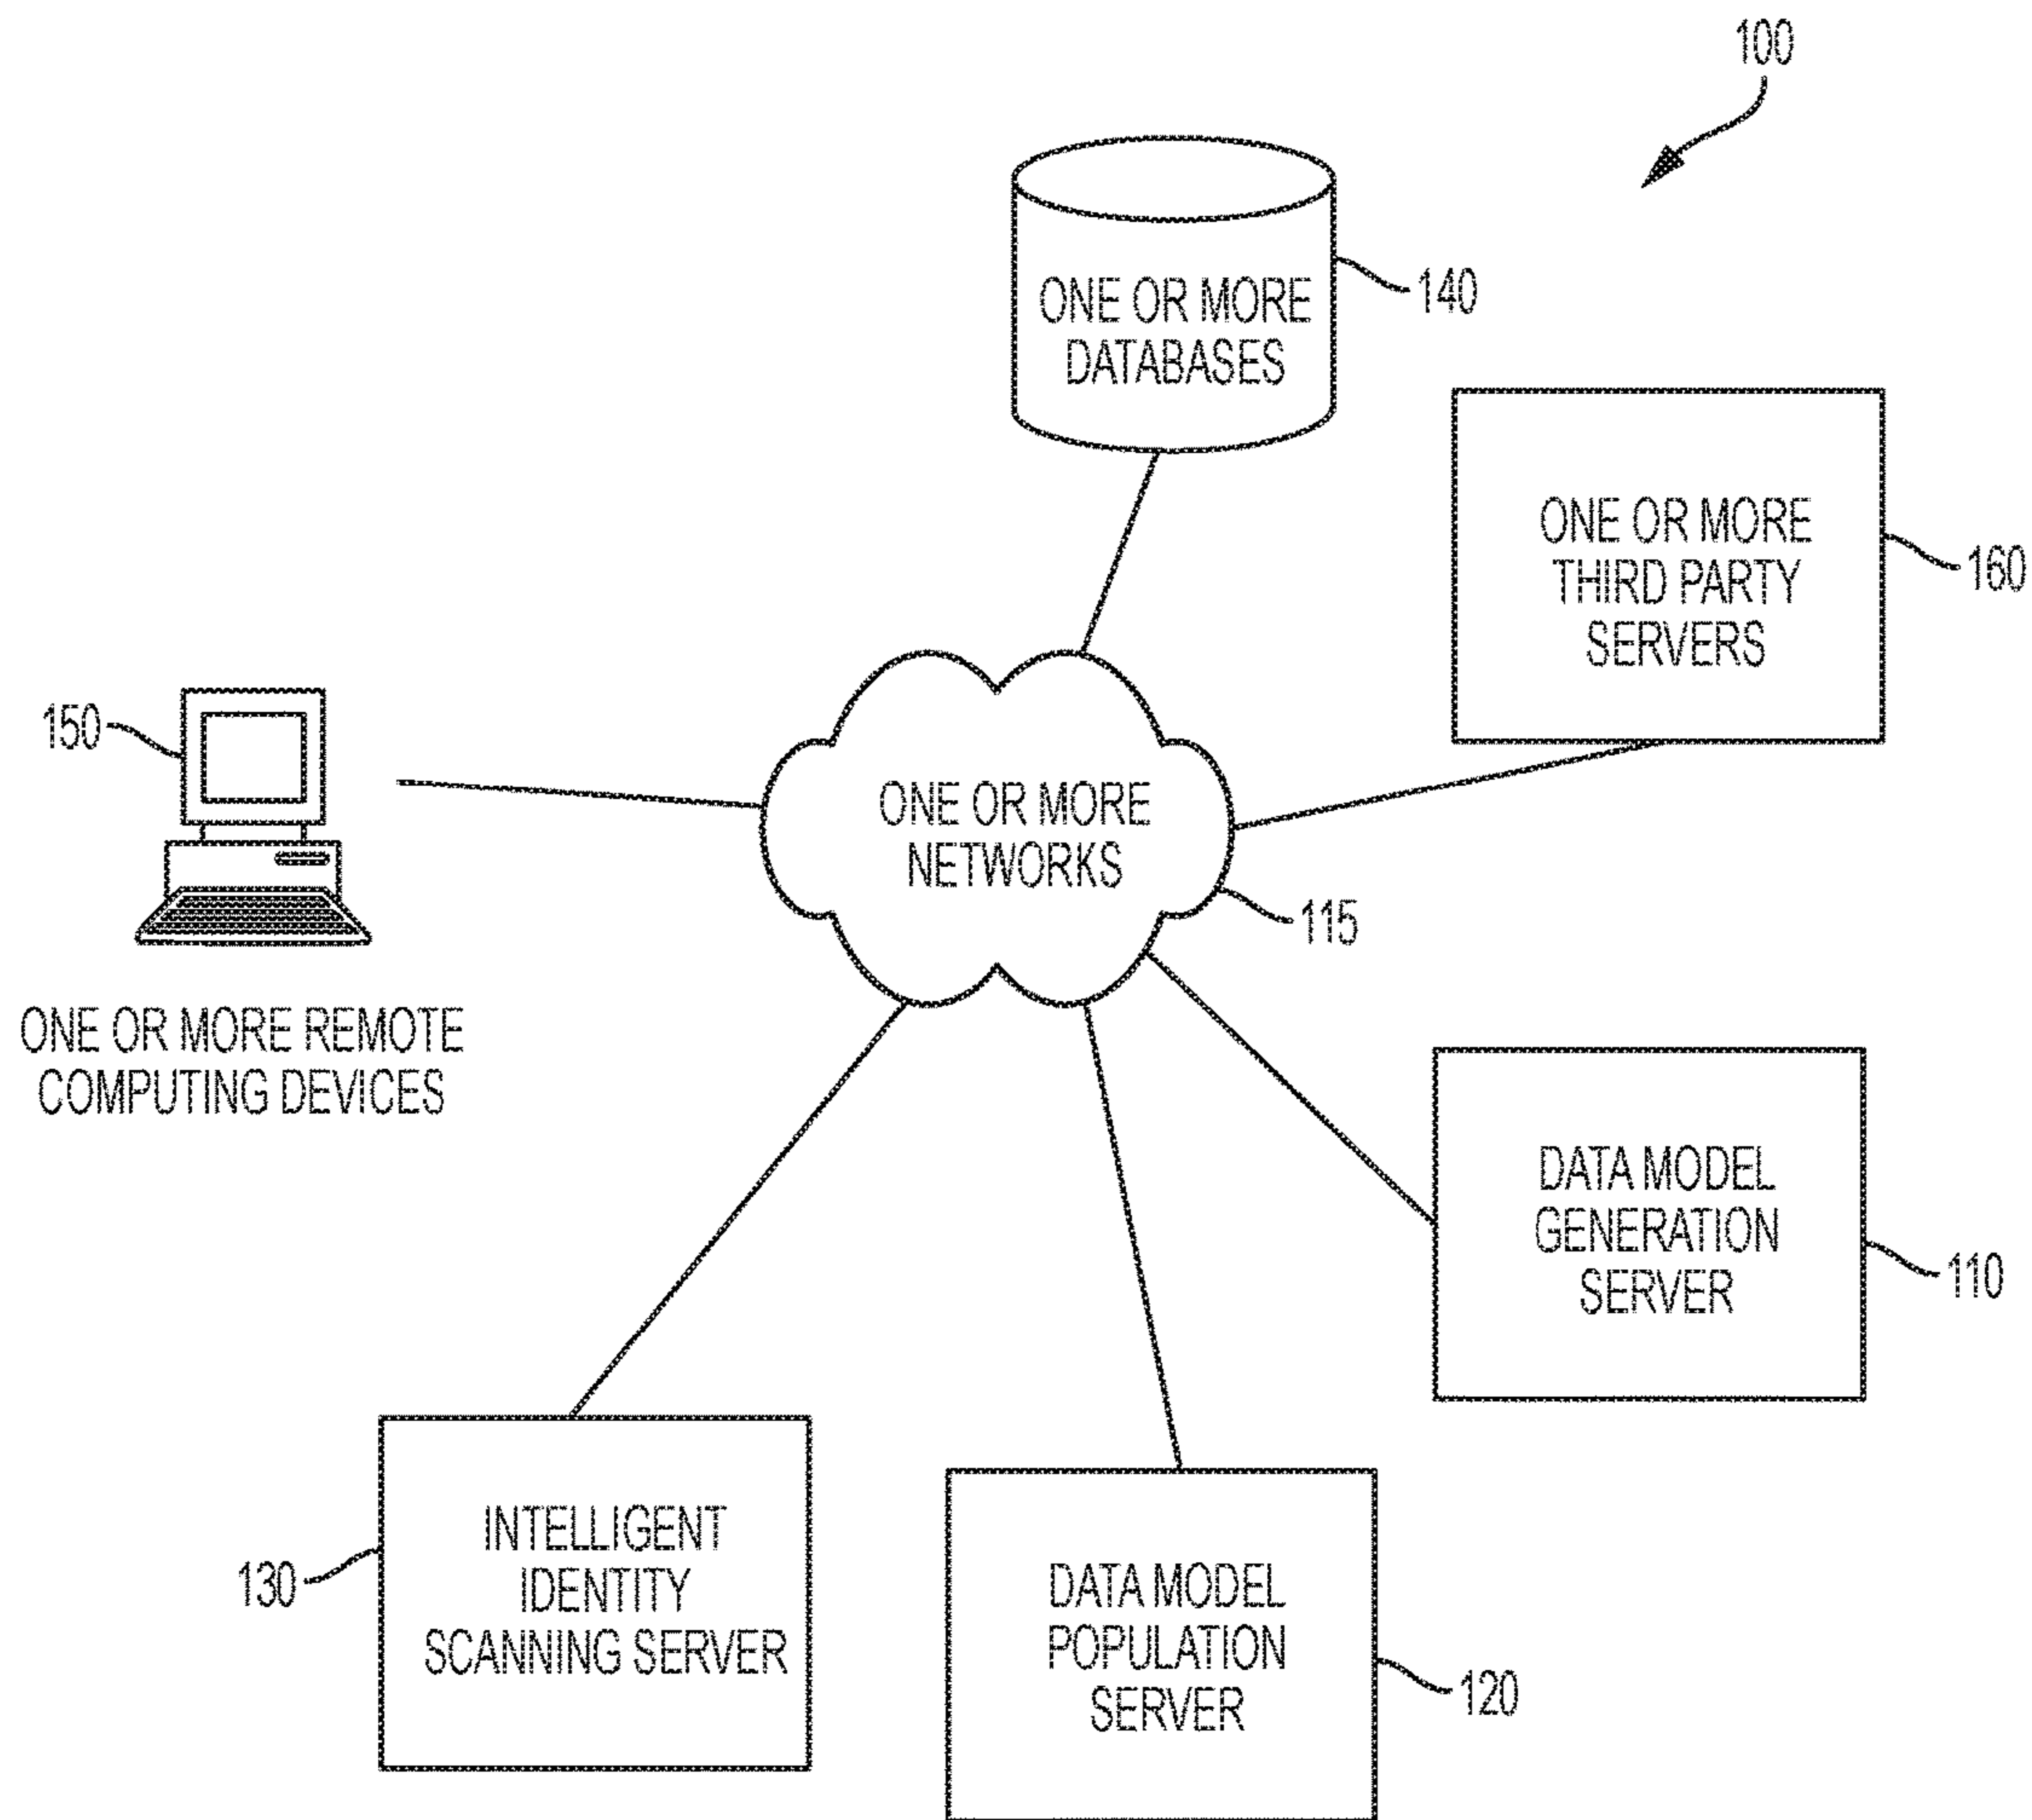 100
ONE OR MORE
DATABASES
140
ONE OR MORE
THIRD PARTY
SERVERS
160
150
ONE OR MORE
NETWORKS
115
ONE OR MORE REMOTE
COMPUTING DEVICES
DATA MODEL
GENERATION
SERVER
110
INTELLIGENT
IDENTITY
SCANNING SERVER
130
DATA MODEL
POPULATION
SERVER
120